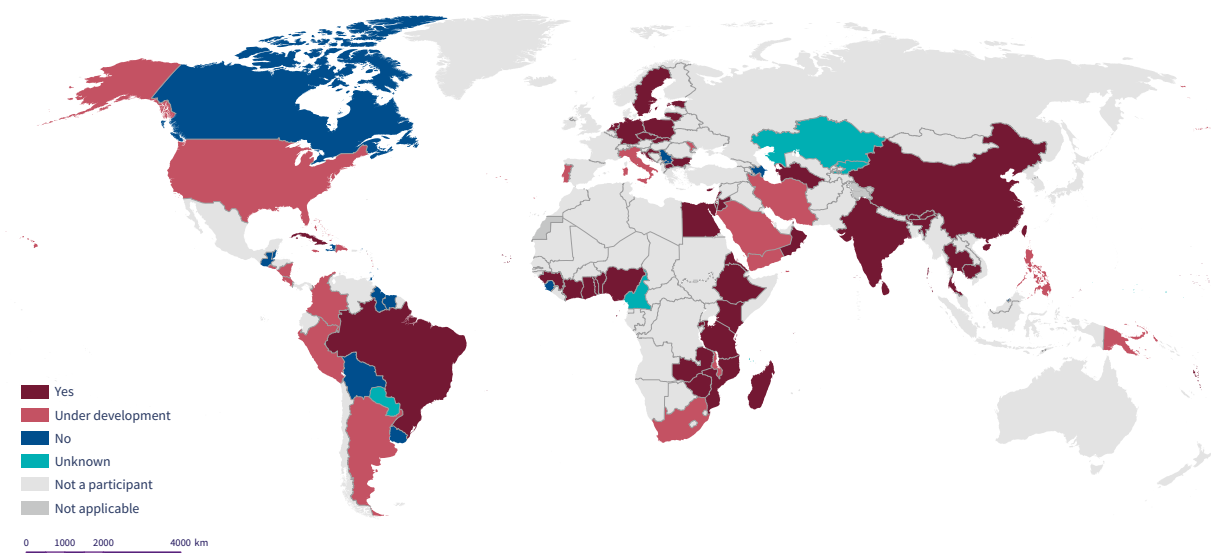 Yes
Under development
No
Unknown
Not a participant
Not applicable
0 1000 2000 4000 km